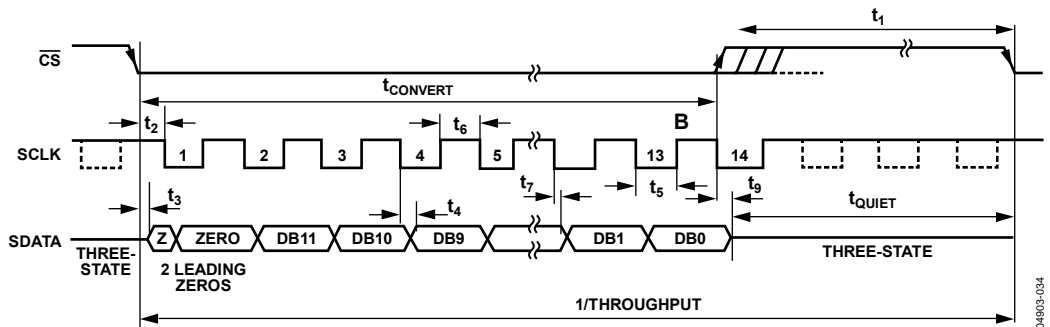 t1
CS
tCONVERT
t2
t6
B
SCLK
1
2
3
4
5
13
14
t3
t4
t7
t5
t9
tQUIET
SDATA
Z
ZERO
DB11
DB10
DB9
DB1
DB0
THREE-
STATE
2 LEADING
ZEROS
THREE-STATE
1/THROUGHPUT
04903-034